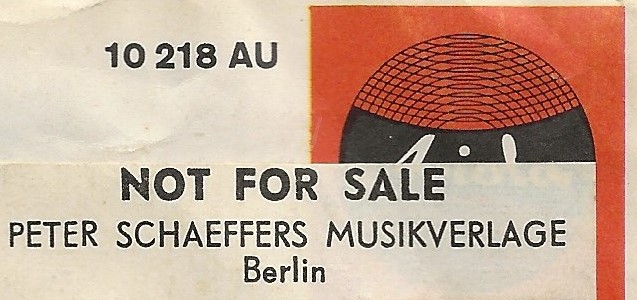 10 218 AU
NOT FOR SALE
PETER SCHAEFFERS MUSIKVERLAGE
Berlin